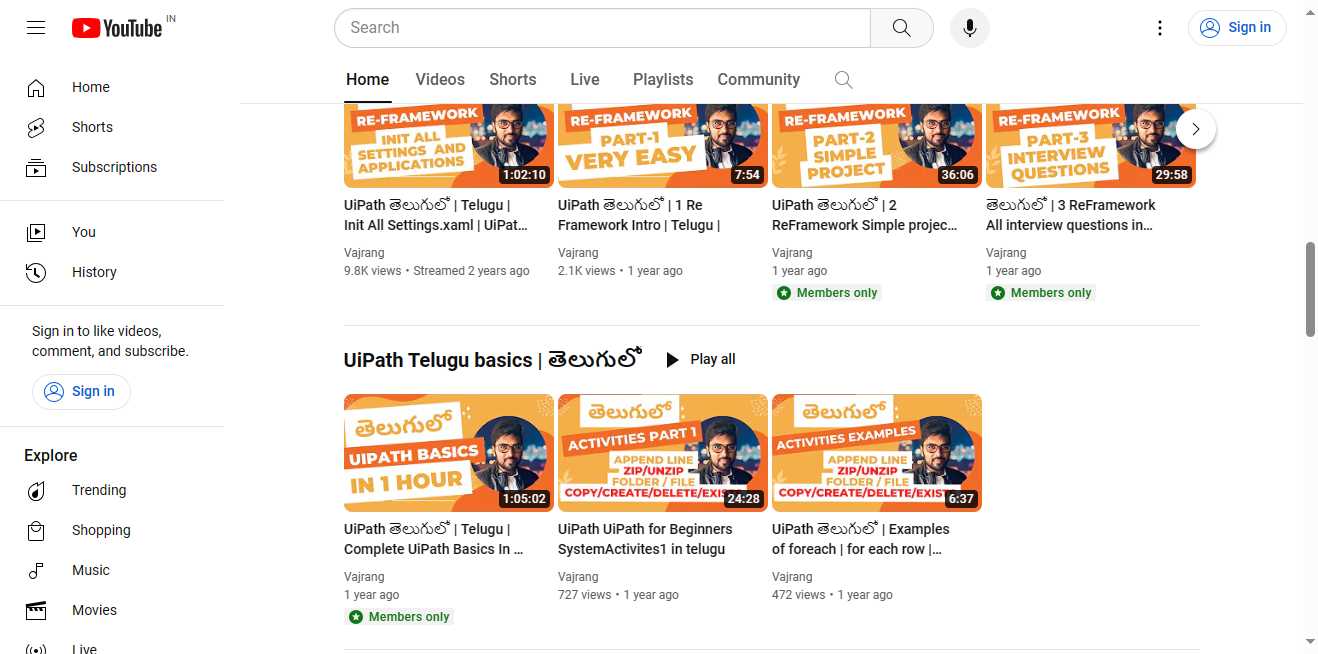 YouTube IN
Search
Sign in
Home
Shorts
Subscriptions
You
History
Sign in to like videos,
comment, and subscribe.
Sign in
Explore
Trending
Shopping
Music
Movies
Live
Home Videos Shorts Live Playlists Community
RE-FRAMEWORK
INIT ALL
SETTINGS AND
APPLICATIONS
1:02:10
UiPath తెలుగులో | Telugu |
Init All Settings.xaml | UiPat...
Vajrang
9.8K views • Streamed 2 years ago
RE-FRAMEWORK
PART-1
VERY EASY
7:54
UiPath తెలుగులో | 1 Re
Framework Intro | Telugu |
Vajrang
2.1K views • 1 year ago
RE-FRAMEWORK
PART-2
SIMPLE
PROJECT
36:06
UiPath తెలుగులో | 2
ReFramework Simple projec...
Vajrang
1 year ago
Members only
RE-FRAMEWORK
PART-3
INTERVIEW
QUESTIONS
29:58
తెలుగులో | 3 ReFramework
All interview questions in...
Vajrang
1 year ago
Members only
UiPath Telugu basics | తెలుగులో Play all
తెలుగులో
UIPATH BASICS
IN 1 HOUR
1:05:02
UiPath తెలుగులో | Telugu |
Complete UiPath Basics In ...
Vajrang
1 year ago
Members only
తెలుగులో
ACTIVITIES PART 1
APPEND LINE
ZIP/UNZIP
FOLDER / FILE
COPY/CREATE/DELETE/EXIS
24:28
UiPath UiPath for Beginners
SystemActivites1 in telugu
Vajrang
727 views • 1 year ago
తెలుగులో
ACTIVITIES EXAMPLES
APPEND LINE
ZIP/UNZIP
FOLDER / FILE
COPY/CREATE/DELETE/EXIST
6:37
UiPath తెలుగులో | Examples
of foreach | for each row |...
Vajrang
472 views • 1 year ago